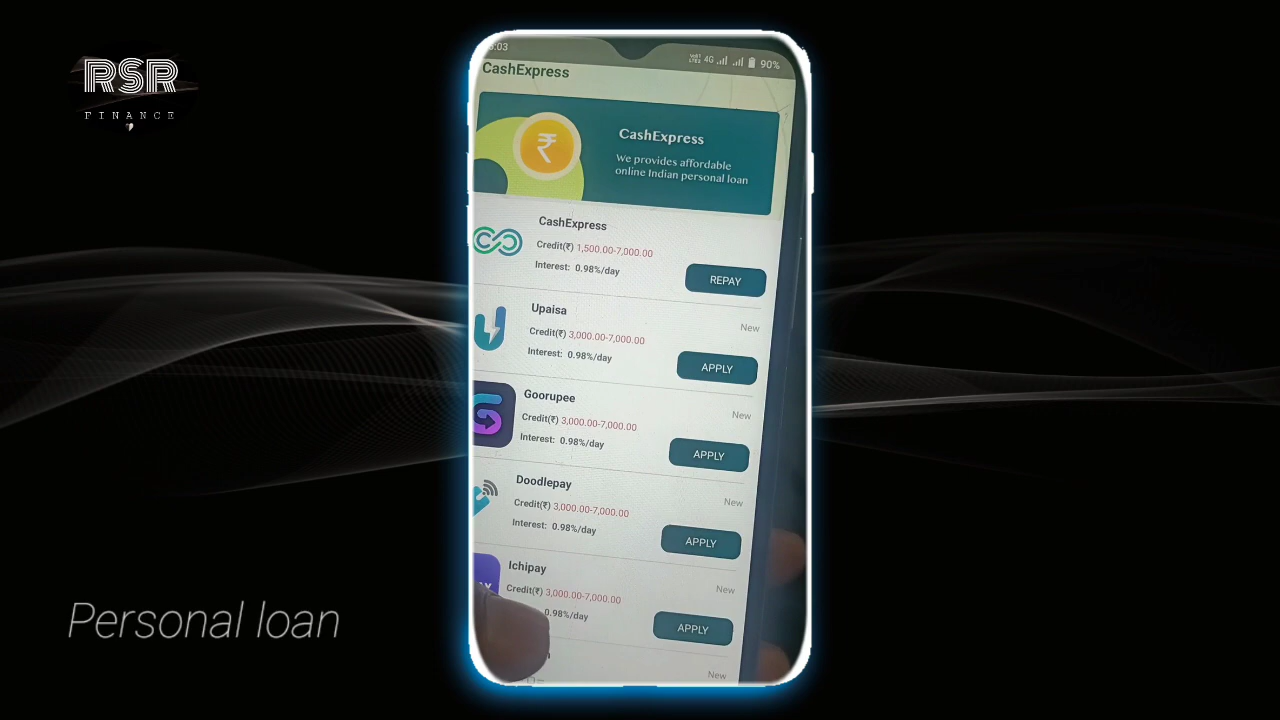 RSR
FINANCE
Personal loan
:03
4G
90%
CashExpress
CashExpress
We provides affordable
online Indian personal loan
CashExpress
Credit(₹) 1,500.00-7,000.00
Interest: 0.98%/day
REPAY
Upaisa
New
Credit(₹) 3,000.00-7,000.00
Interest: 0.98%/day
APPLY
Goorupee
New
Credit(₹) 3,000.00-7,000.00
Interest: 0.98%/day
APPLY
Doodlepay
New
Credit(₹) 3,000.00-7,000.00
Interest: 0.98%/day
APPLY
Ichipay
New
Credit(₹) 3,000.00-7,000.00
0.98%/day
APPLY
New